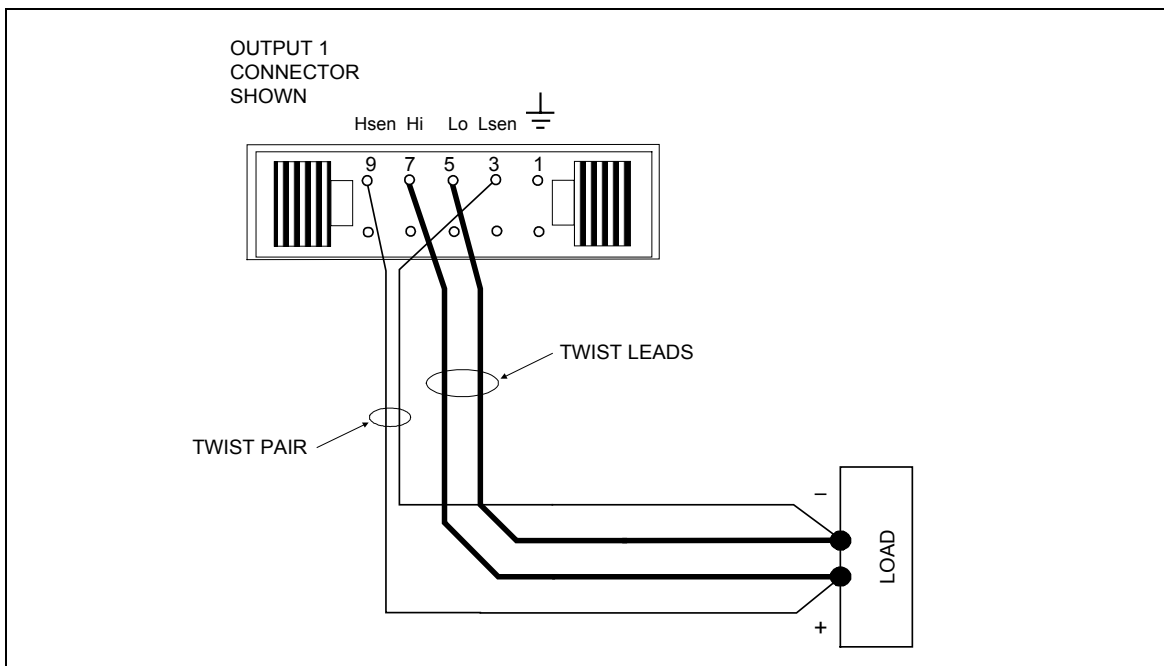 OUTPUT 1
CONNECTOR
SHOWN
Hsen Hi Lo Lsen
9 7 5 3 1
TWIST LEADS
TWIST PAIR
–
LOAD
+